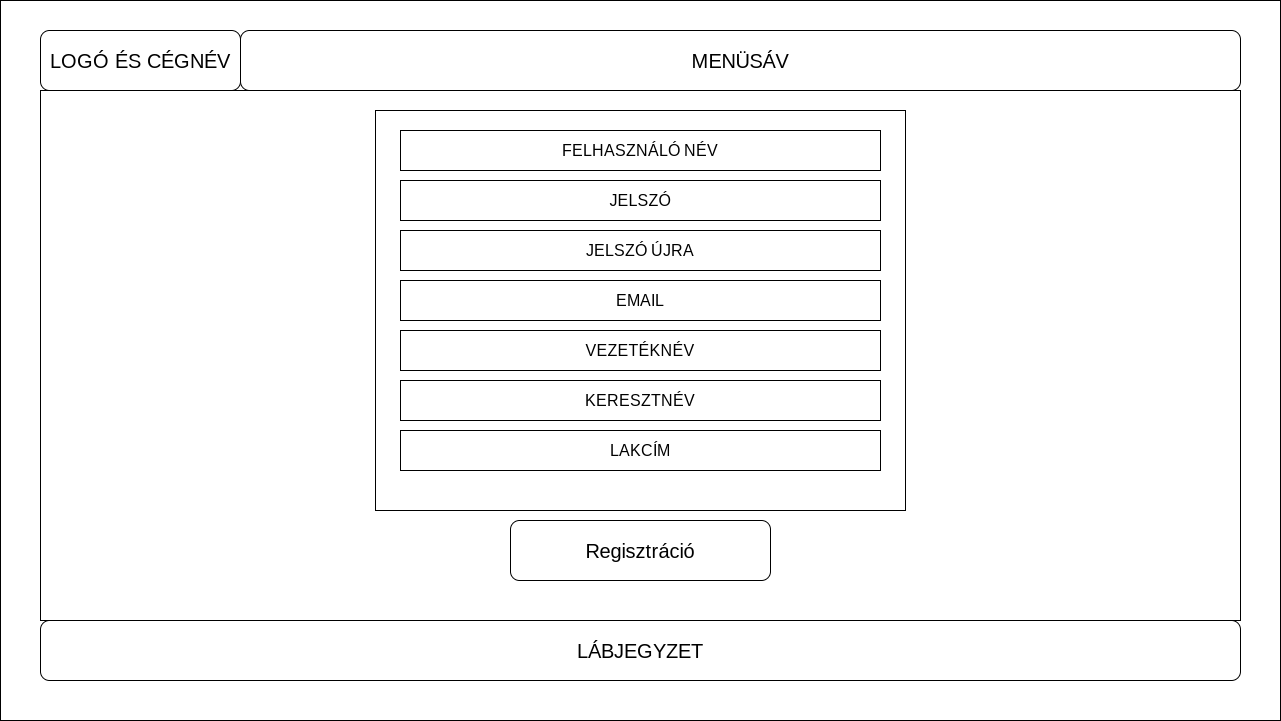 LOGÓ ÉS CÉGNÉV
MENÜSÁV
FELHASZNÁLÓ NÉV
JELSZÓ
JELSZÓ ÚJRA
EMAIL
VEZETÉKNÉV
KERESZTNÉV
LAKCÍM
Regisztráció
LÁBJEGYZET